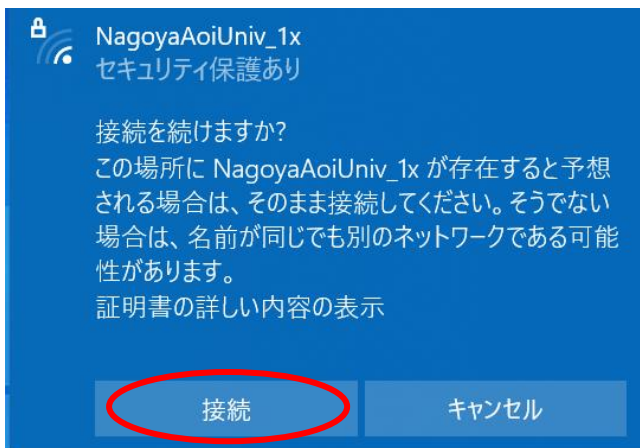 NagoyaAoiUniv_1x
セキュリティ保護あり
接続を続けますか?
この場所に NagoyaAoiUniv_1x が存在すると予想
される場合は、そのまま接続してください。そうでない
場合は、名前が同じでも別のネットワークである可能
性があります。
証明書の詳しい内容の表示
接続
キャンセル